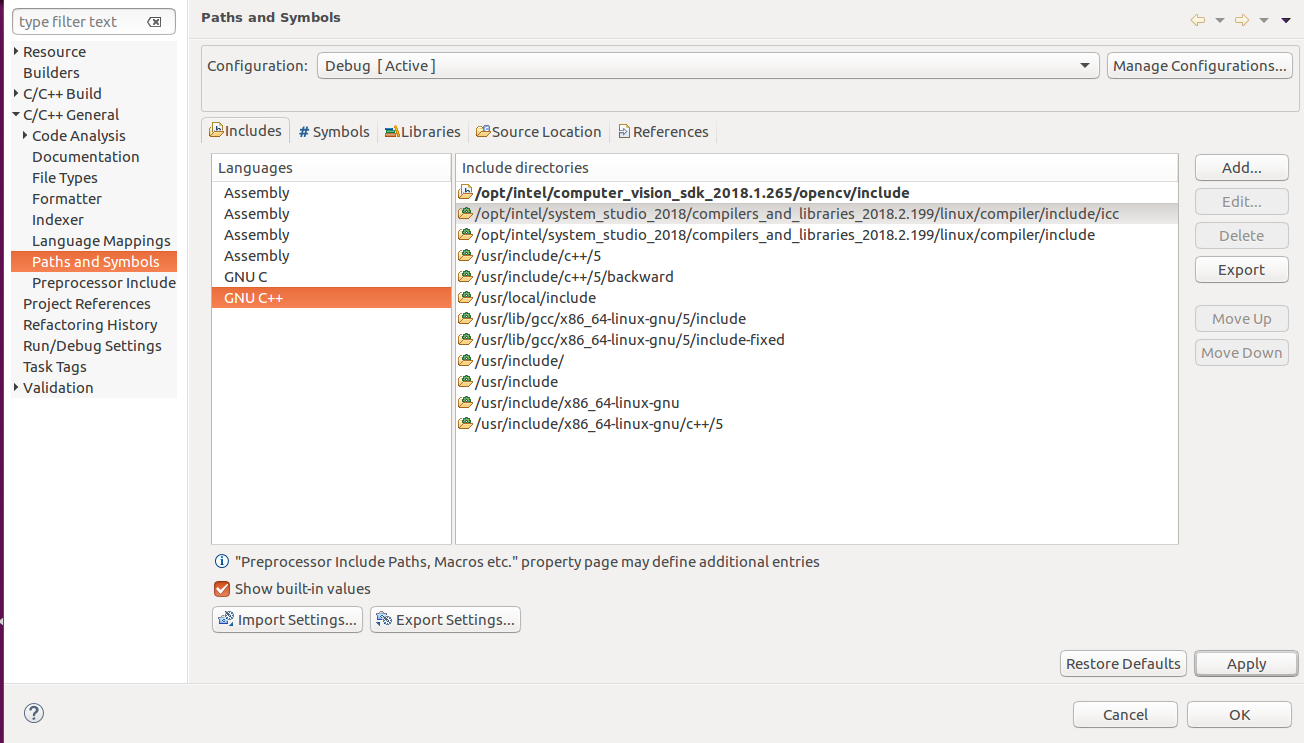 type filter text
Resource
Builders
C/C++ Build
C/C++ General
Code Analysis
Documentation
File Types
Formatter
Indexer
Language Mappings
Paths and Symbols
Preprocessor Include
Project References
Refactoring History
Run/Debug Settings
Task Tags
Validation
Paths and Symbols
Configuration: Debug [ Active ] Manage Configurations...
Includes # Symbols Libraries Source Location References
Languages
Assembly
Assembly
Assembly
Assembly
GNU C
GNU C++
Include directories
/opt/intel/computer_vision_sdk_2018.1.265/opencv/include
/opt/intel/system_studio_2018/compilers_and_libraries_2018.2.199/linux/compiler/include/icc
/opt/intel/system_studio_2018/compilers_and_libraries_2018.2.199/linux/compiler/include
/usr/include/c++/5
/usr/include/c++/5/backward
/usr/local/include
/usr/lib/gcc/x86_64-linux-gnu/5/include
/usr/lib/gcc/x86_64-linux-gnu/5/include-fixed
/usr/include/
/usr/include
/usr/include/x86_64-linux-gnu
/usr/include/x86_64-linux-gnu/c++/5
Add...
Edit...
Delete
Export
Move Up
Move Down
"Preprocessor Include Paths, Macros etc." property page may define additional entries
Show built-in values
Import Settings... Export Settings...
Restore Defaults Apply
? Cancel OK